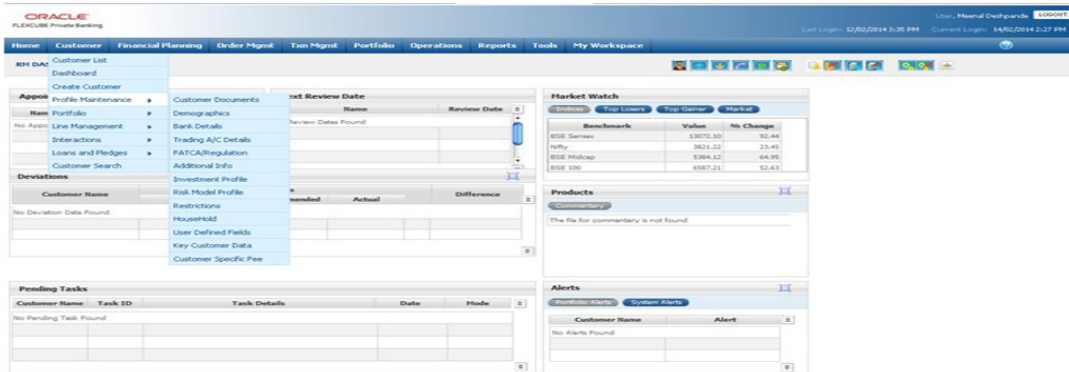 ORACLE
FLEXCUBE Private Banking
User, Meenal Deshpande LOGOUT
Last Login: 12/02/2014 3:35 PM Current Login: 14/02/2014 2:27 PM
Home Customer Financial Planning Order Mgmt Txn Mgmt Portfolio Operations Reports Tools My Workspace
Customer List
Dashboard
Create Customer
Profile Maintenance
Portfolio
Line Management
Interactions
Loans and Pledges
Customer Search
Customer Documents
Demographics
Bank Details
Trading A/C Details
FATCA/Regulation
Additional Info
Investment Profile
Risk Model Profile
Restrictions
HouseHold
User Defined Fields
Key Customer Data
Customer Specific Fee
ext Review Date
Name Review Date
Review Dates Found
Market Watch
Indices Top Losers Top Gainer Market
Benchmark Value % Change
BSE Sensex 13072.10 92.44
Nifty 3821.22 23.45
BSE Midcap 5384.12 64.95
BSE 100 6587.21 52.63
Deviations
Customer Name Actual Difference
No Deviation Data Found
Products
Commentary
The file for commentary is not found
Pending Tasks
Customer Name Task ID Task Details Date Mode
No Pending Task Found
Alerts
Portfolio Alerts System Alerts
Customer Name Alert
No Alerts Found